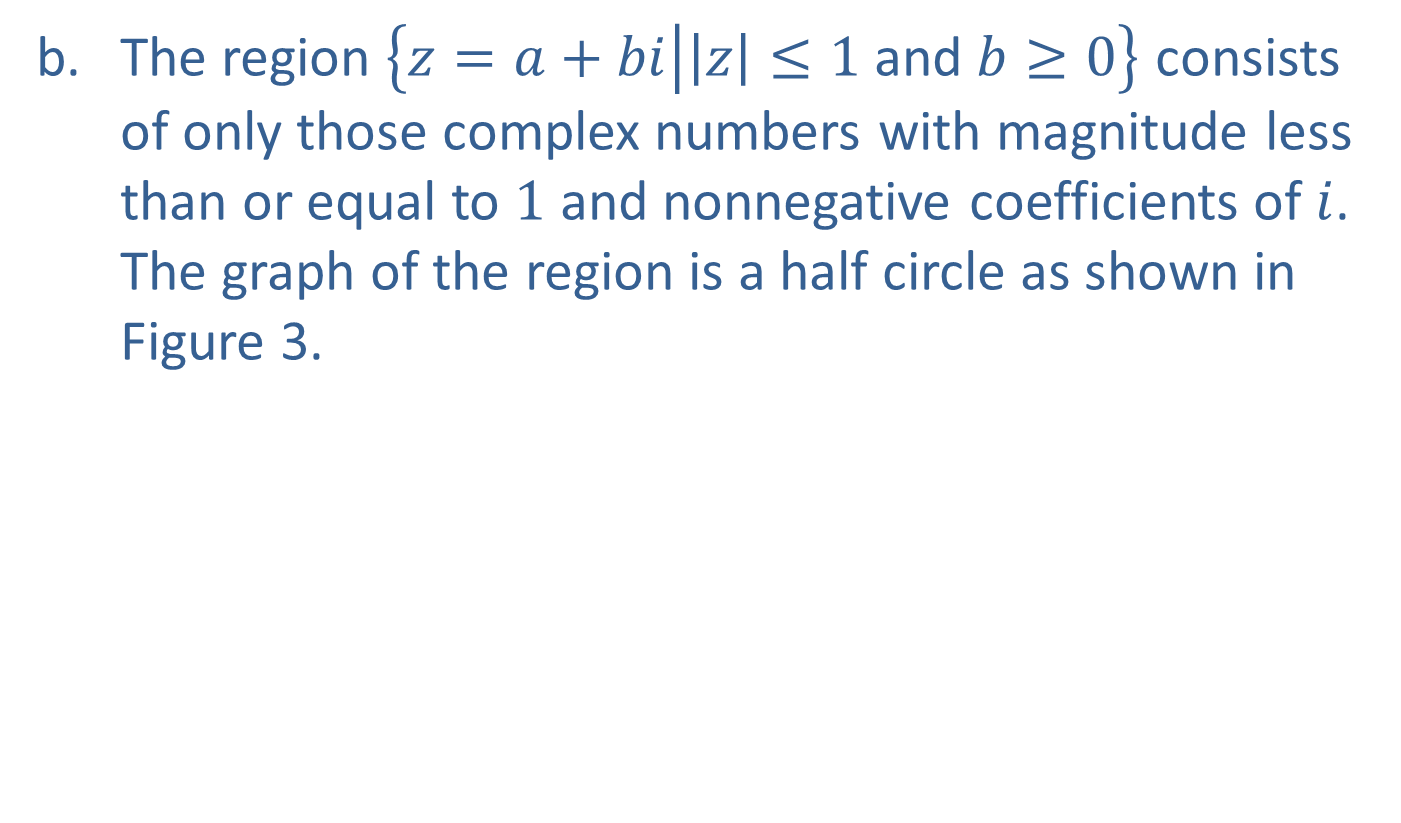 b. The region {z = a + bi||z| ≤ 1 and b ≥ 0} consists
of only those complex numbers with magnitude less
than or equal to 1 and nonnegative coefficients of i.
The graph of the region is a half circle as shown in
Figure 3.